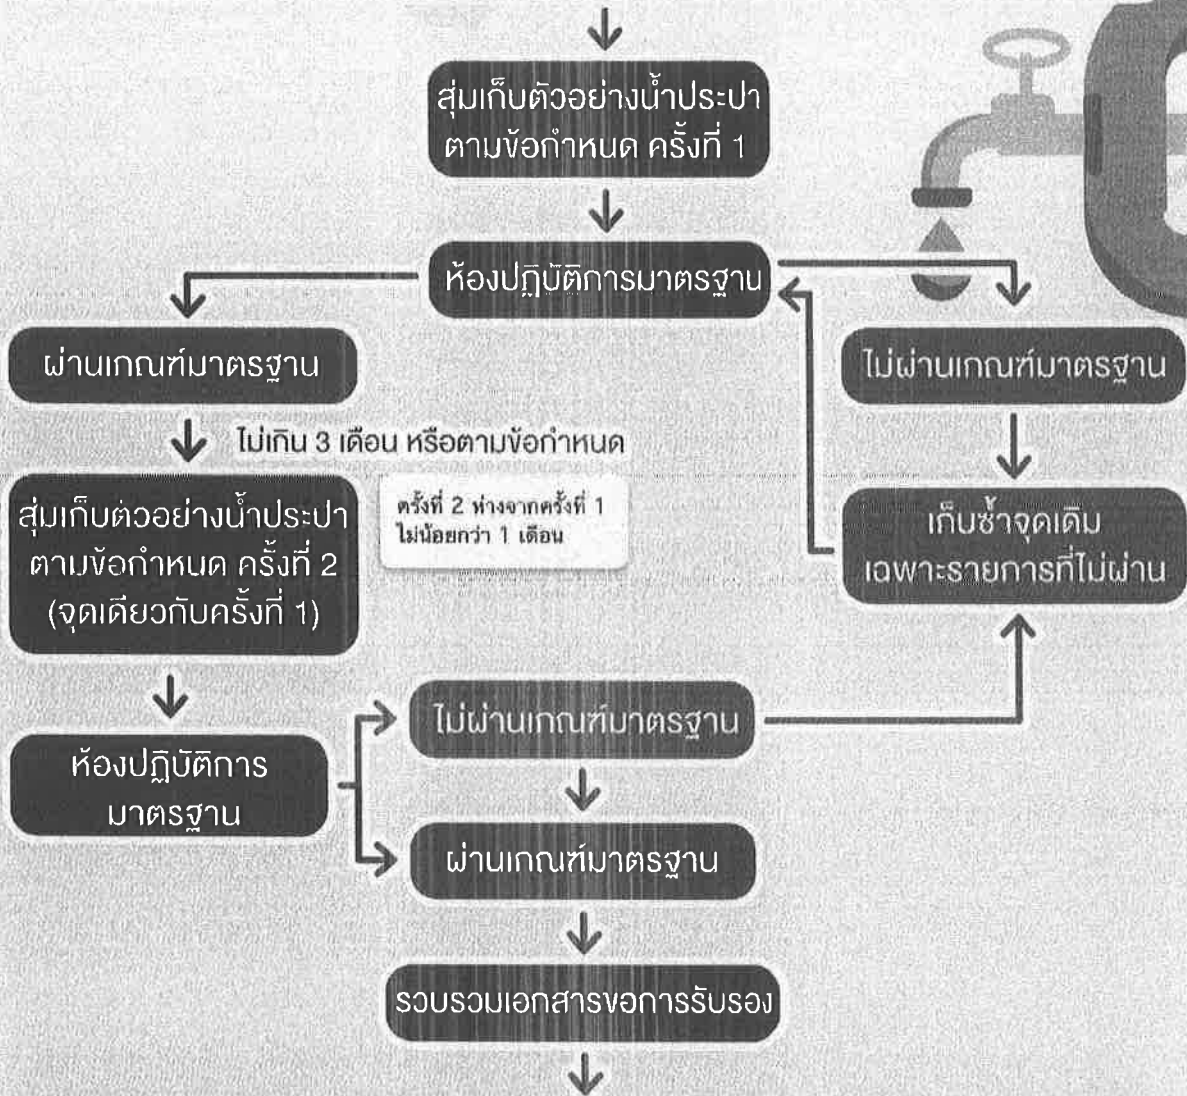 สุ่มเก็บตัวอย่างน้ำประปา
ตามข้อกำหนด ครั้งที่ 1
ห้องปฏิบัติการมาตรฐาน
ผ่านเกณฑ์มาตรฐาน
ไม่ผ่านเกณฑ์มาตรฐาน
ไม่เกิน 3 เดือน หรือตามข้อกำหนด
สุ่มเก็บตัวอย่างน้ำประปา
ตามข้อกำหนด ครั้งที่ 2
(จุดเดียวกับครั้งที่ 1)
ครั้งที่ 2 ห่างจากครั้งที่ 1
ไม่น้อยกว่า 1 เดือน
เก็บซ้ำจุดเดิม
เฉพาะรายการที่ไม่ผ่าน
ห้องปฏิบัติการ
มาตรฐาน
ไม่ผ่านเกณฑ์มาตรฐาน
ผ่านเกณฑ์มาตรฐาน
รวบรวมเอกสารขอการรับรอง